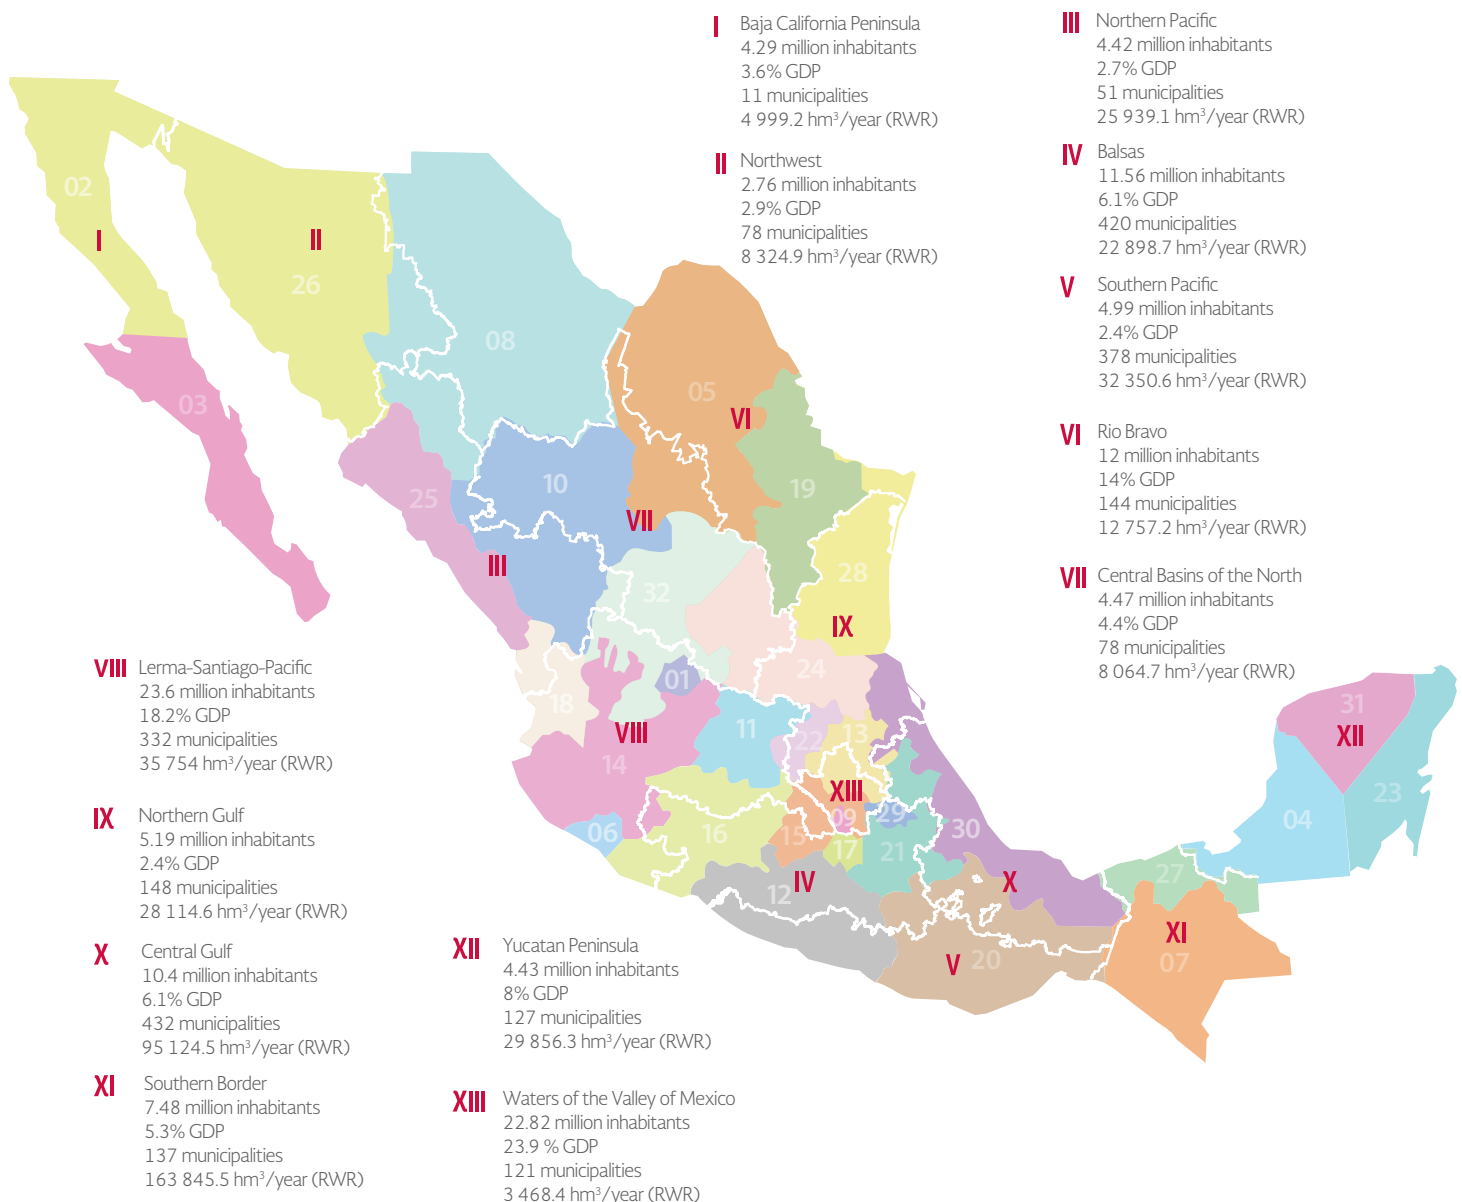 I Baja California Peninsula
4.29 million inhabitants
3.6% GDP
11 municipalities
4 999.2 hm³/year (RWR)
II Northwest
2.76 million inhabitants
2.9% GDP
78 municipalities
8 324.9 hm³/year (RWR)
III Northern Pacific
4.42 million inhabitants
2.7% GDP
51 municipalities
25 939.1 hm³/year (RWR)
IV Balsas
11.56 million inhabitants
6.1% GDP
420 municipalities
22 898.7 hm³/year (RWR)
V Southern Pacific
4.99 million inhabitants
2.4% GDP
378 municipalities
32 350.6 hm³/year (RWR)
VI Rio Bravo
12 million inhabitants
14% GDP
144 municipalities
12 757.2 hm³/year (RWR)
VII Central Basins of the North
4.47 million inhabitants
4.4% GDP
78 municipalities
8 064.7 hm³/year (RWR)
VIII Lerma-Santiago-Pacific
23.6 million inhabitants
18.2% GDP
332 municipalities
35 754 hm³/year (RWR)
IX Northern Gulf
5.19 million inhabitants
2.4% GDP
148 municipalities
28 114.6 hm³/year (RWR)
X Central Gulf
10.4 million inhabitants
6.1% GDP
432 municipalities
95 124.5 hm³/year (RWR)
XI Southern Border
7.48 million inhabitants
5.3% GDP
137 municipalities
163 845.5 hm³/year (RWR)
XII Yucatan Peninsula
4.43 million inhabitants
8% GDP
127 municipalities
29 856.3 hm³/year (RWR)
XIII Waters of the Valley of Mexico
22.82 million inhabitants
23.9 % GDP
121 municipalities
3 468.4 hm³/year (RWR)
02
I
II
26
03
08
05
VI
19
25
10
VII
III
32
28
IX
24
01
18
VIII
14
11
22
13
XIII
09
29
06
16
15
17
21
30
12
IV
X
V
20
27
XI
07
31
XII
23
04